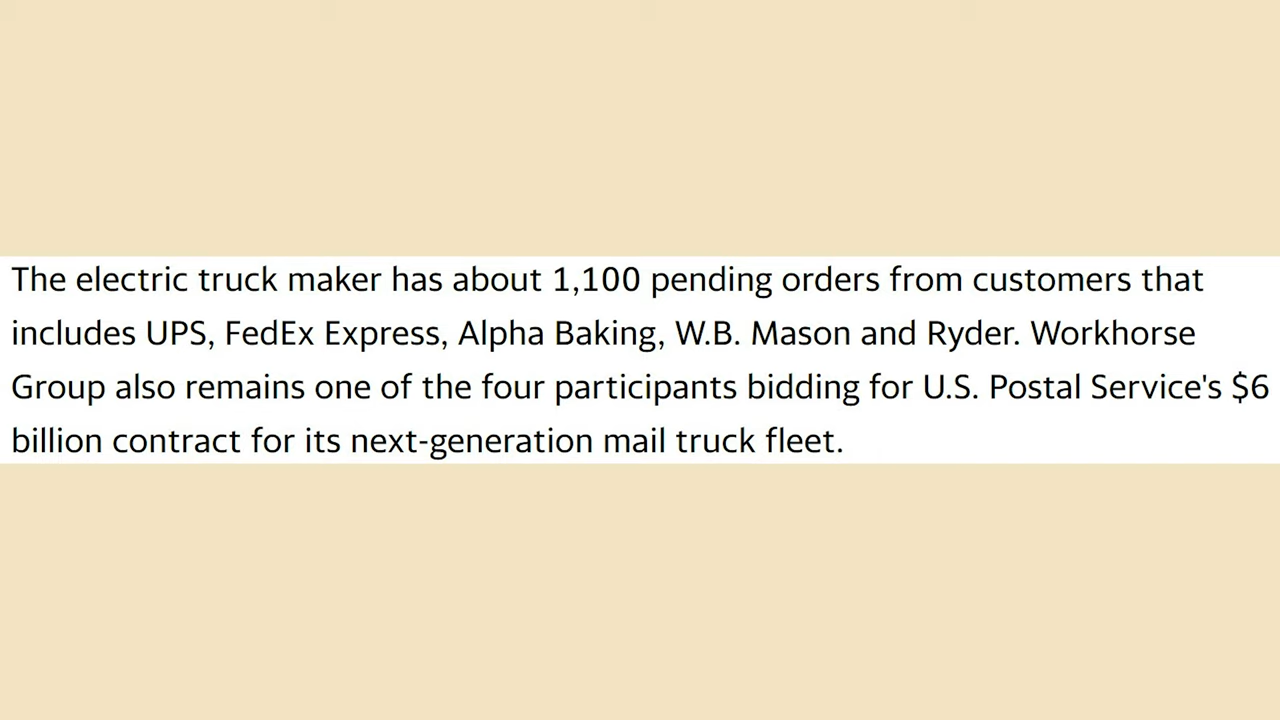 The electric truck maker has about 1,100 pending orders from customers that
includes UPS, FedEx Express, Alpha Baking, W.B. Mason and Ryder. Workhorse
Group also remains one of the four participants bidding for U.S. Postal Service's $6
billion contract for its next-generation mail truck fleet.